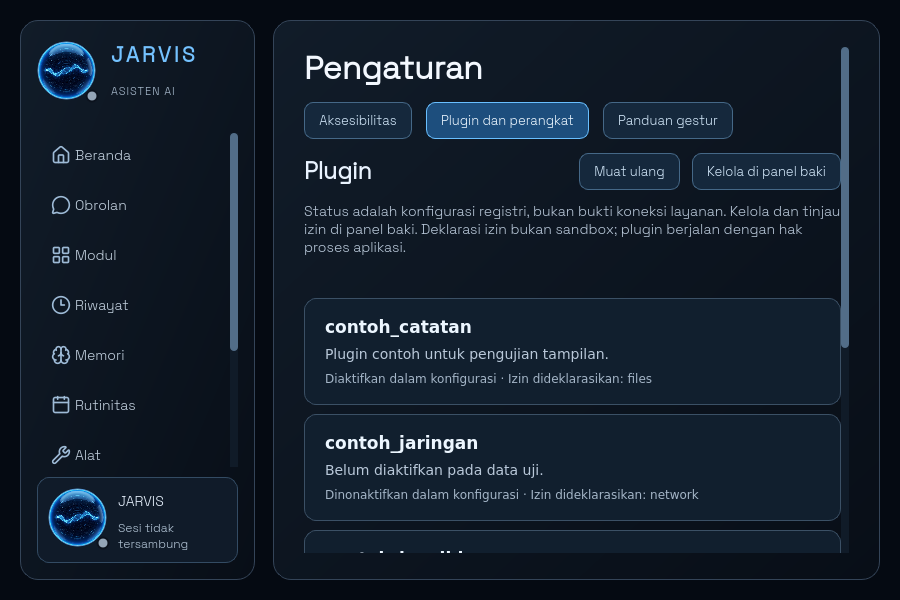 JARVIS
ASISTEN AI
Beranda
Obrolan
Modul
Riwayat
Memori
Rutinitas
Alat
JARVIS
Sesi tidak
tersambung
Pengaturan
Aksesibilitas
Plugin dan perangkat
Panduan gestur
Plugin
Muat ulang
Kelola di panel baki
Status adalah konfigurasi registri, bukan bukti koneksi layanan. Kelola dan tinjau
izin di panel baki. Deklarasi izin bukan sandbox; plugin berjalan dengan hak
proses aplikasi.
contoh_catatan
Plugin contoh untuk pengujian tampilan.
Diaktifkan dalam konfigurasi · Izin dideklarasikan: files
contoh_jaringan
Belum diaktifkan pada data uji.
Dinonaktifkan dalam konfigurasi · Izin dideklarasikan: network